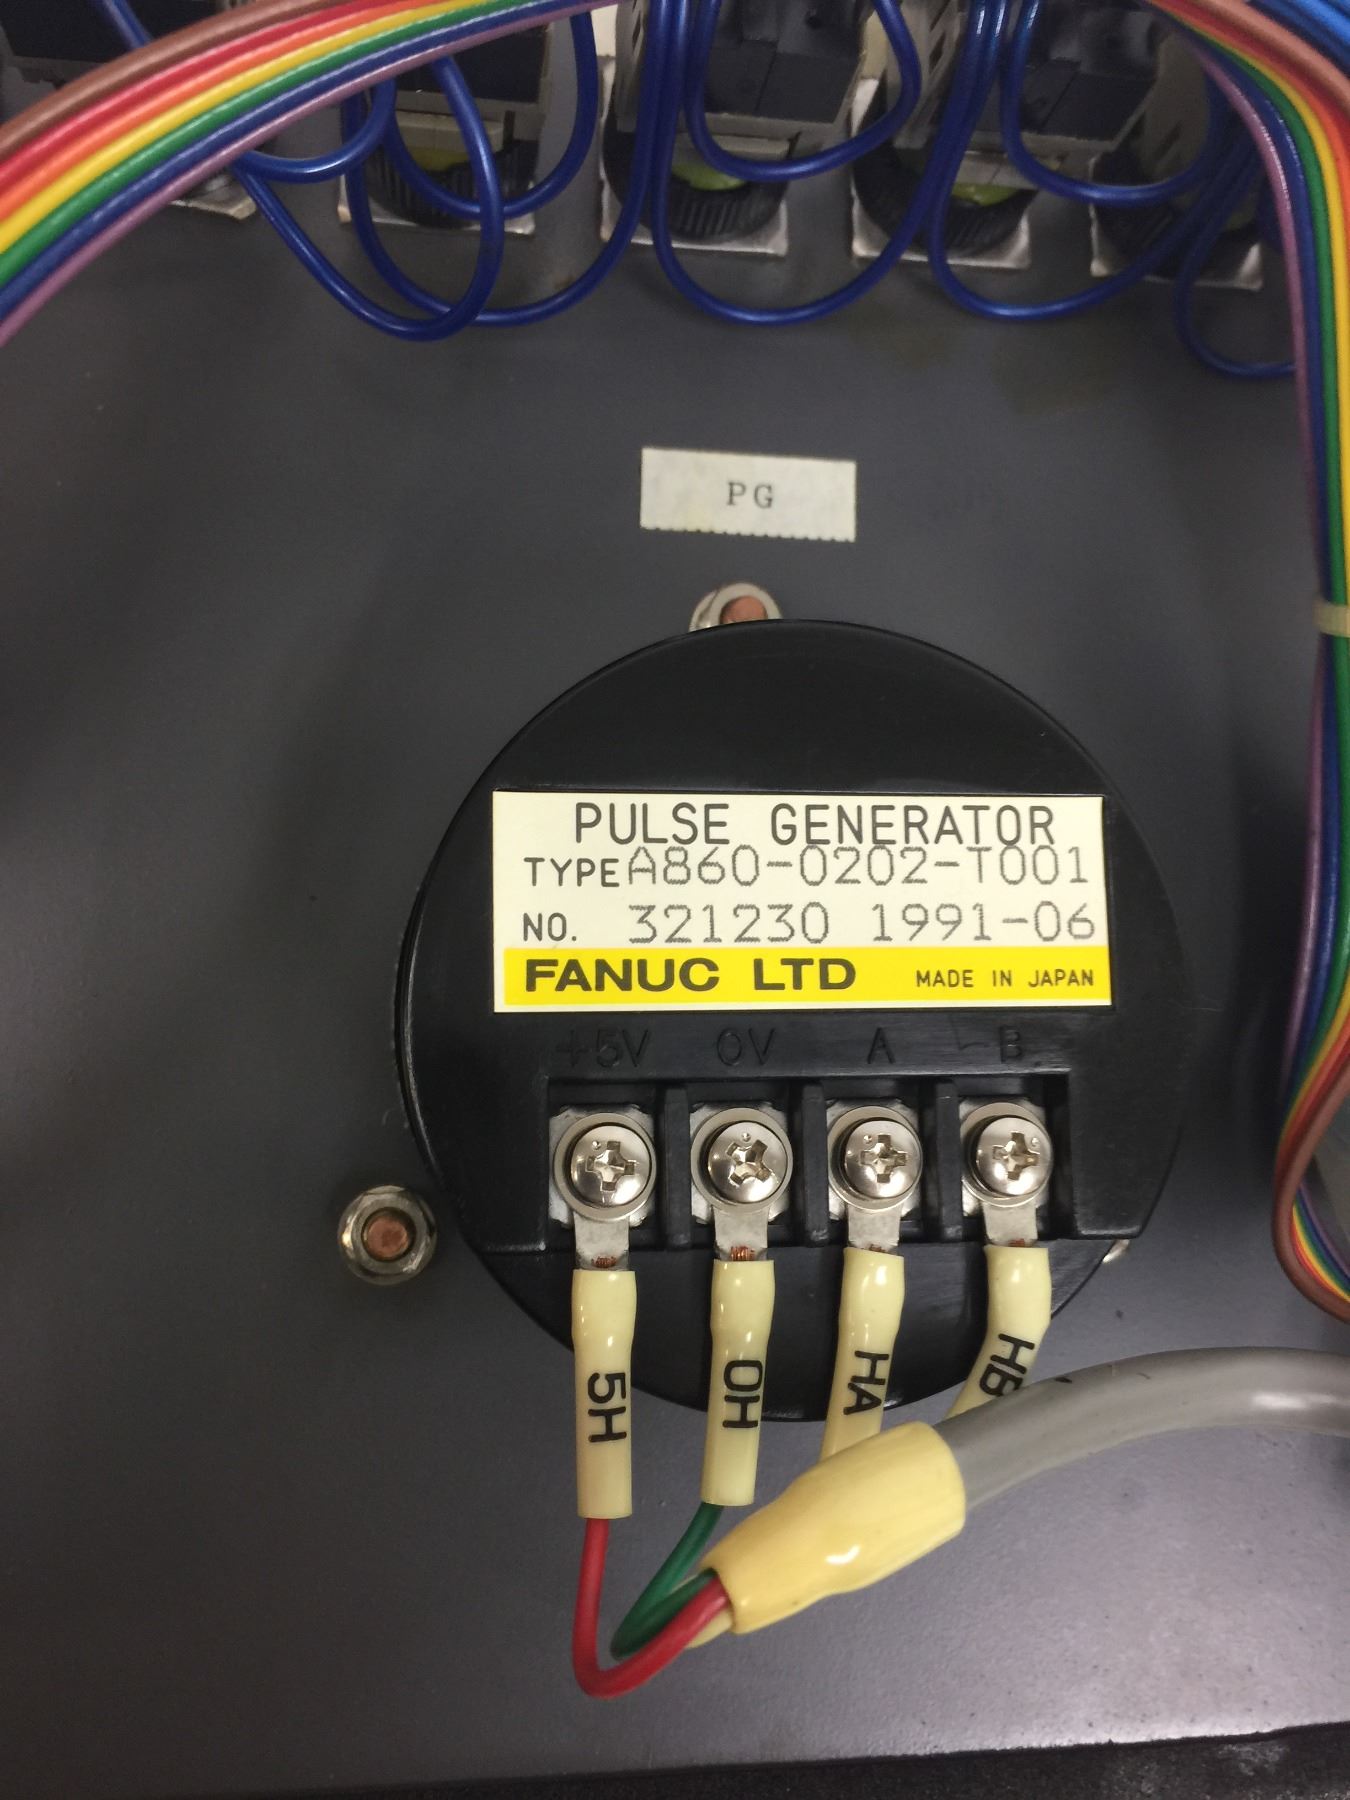 PG
PULSE GENERATOR
TYPE A860-0202-T001
NO. 321230 1991-06
FANUC LTD MADE IN JAPAN
+5V 0V A B
5H 0H HA HB